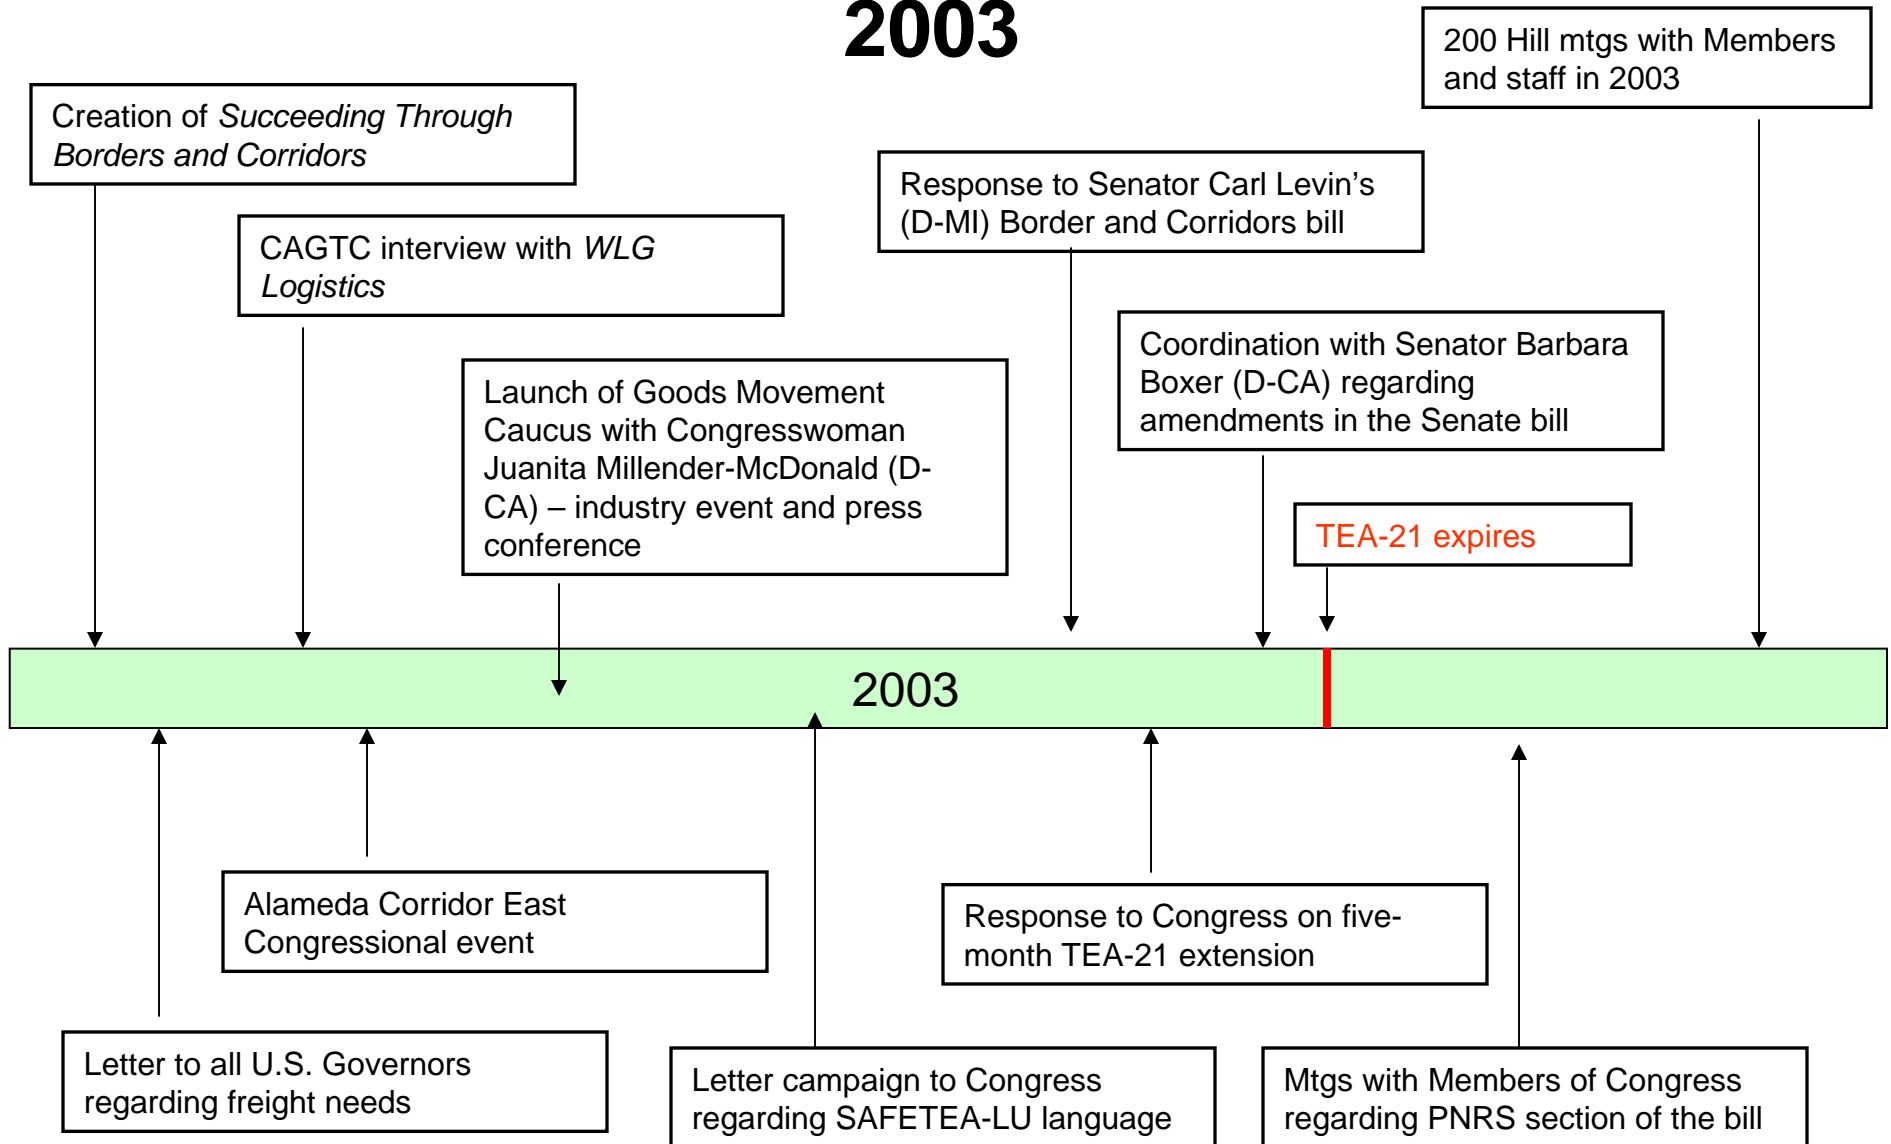 2003
200 Hill mtgs with Members
and staff in 2003
Creation of Succeeding Through
Borders and Corridors
Response to Senator Carl Levin’s
(D-MI) Border and Corridors bill
CAGTC interview with WLG
Logistics
Coordination with Senator Barbara
Boxer (D-CA) regarding
amendments in the Senate bill
Launch of Goods Movement
Caucus with Congresswoman
Juanita Millender-McDonald (D-
CA) – industry event and press
conference
TEA-21 expires
2003
Alameda Corridor East
Congressional event
Response to Congress on five-
month TEA-21 extension
Letter to all U.S. Governors
regarding freight needs
Letter campaign to Congress
regarding SAFETEA-LU language
Mtgs with Members of Congress
regarding PNRS section of the bill